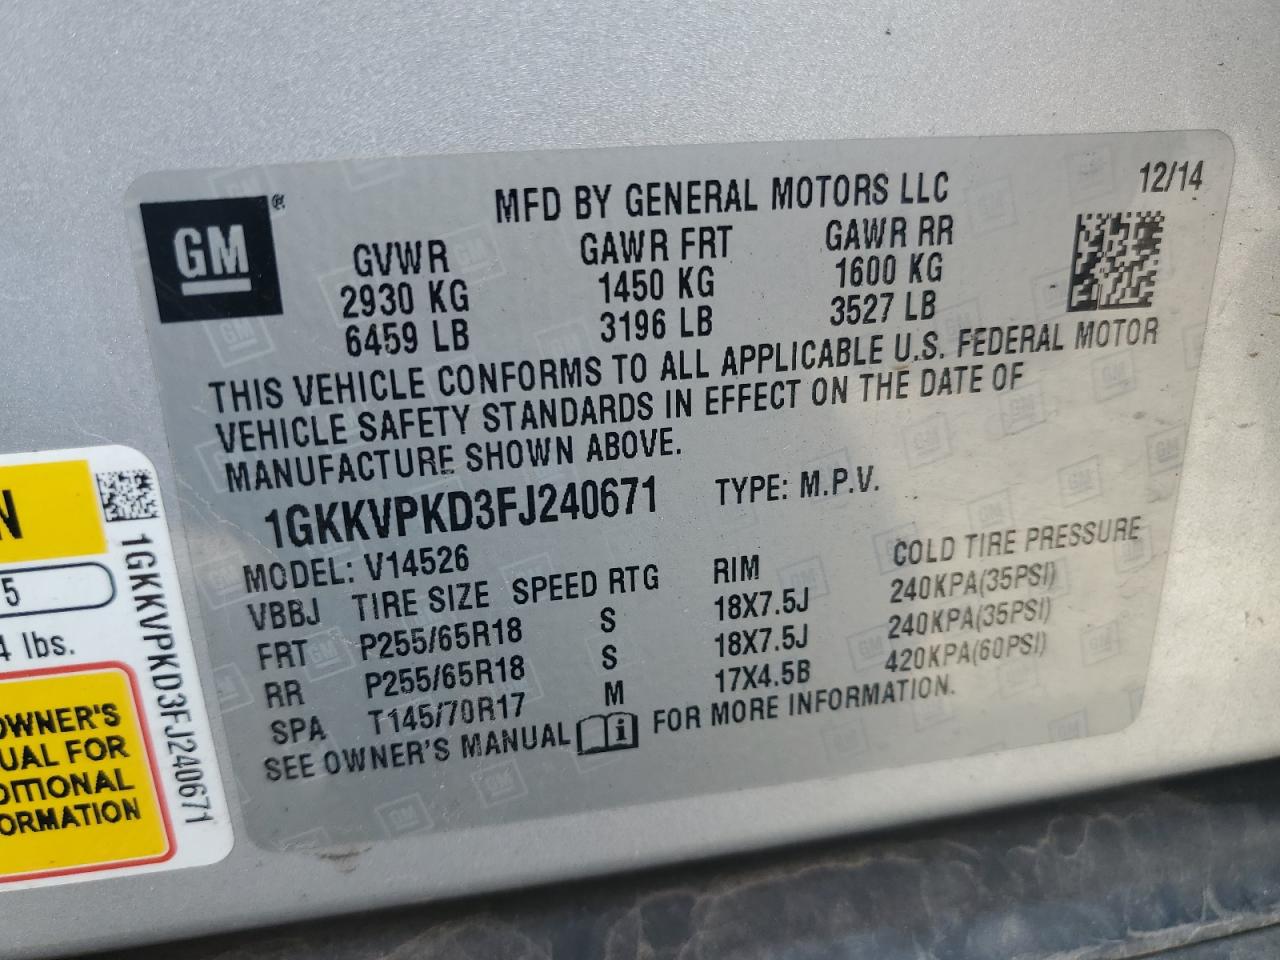 GM ®
MFD BY GENERAL MOTORS LLC 12/14
GVWR GAWR FRT GAWR RR
2930 KG 1450 KG 1600 KG
6459 LB 3196 LB 3527 LB
THIS VEHICLE CONFORMS TO ALL APPLICABLE U.S. FEDERAL MOTOR
VEHICLE SAFETY STANDARDS IN EFFECT ON THE DATE OF
MANUFACTURE SHOWN ABOVE.
1GKKVPKD3FJ240671 TYPE: M.P.V.
MODEL: V14526
VBBJ TIRE SIZE SPEED RTG RIM COLD TIRE PRESSURE
FRT P255/65R18 S 18X7.5J 240KPA(35PSI)
RR P255/65R18 S 18X7.5J 240KPA(35PSI)
SPA T145/70R17 M 17X4.5B 420KPA(60PSI)
SEE OWNER'S MANUAL i FOR MORE INFORMATION.
N
5
4 lbs.
OWNER'S
UAL FOR
DITIONAL
ORMATION
1GKKVPKD3FJ240671